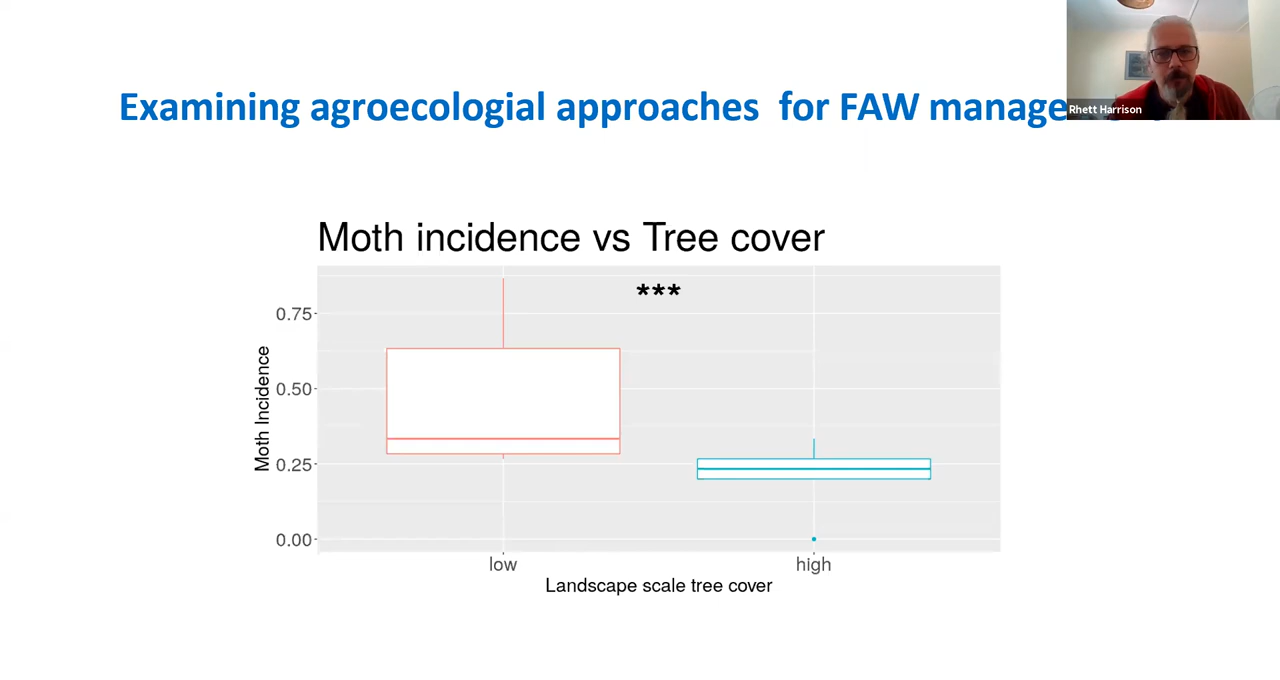 Examining agroecologial approaches for FAW manage
Rhett Harrison
Moth incidence vs Tree cover
***
Moth Incidence
0.75
0.50
0.25
0.00
low
high
Landscape scale tree cover